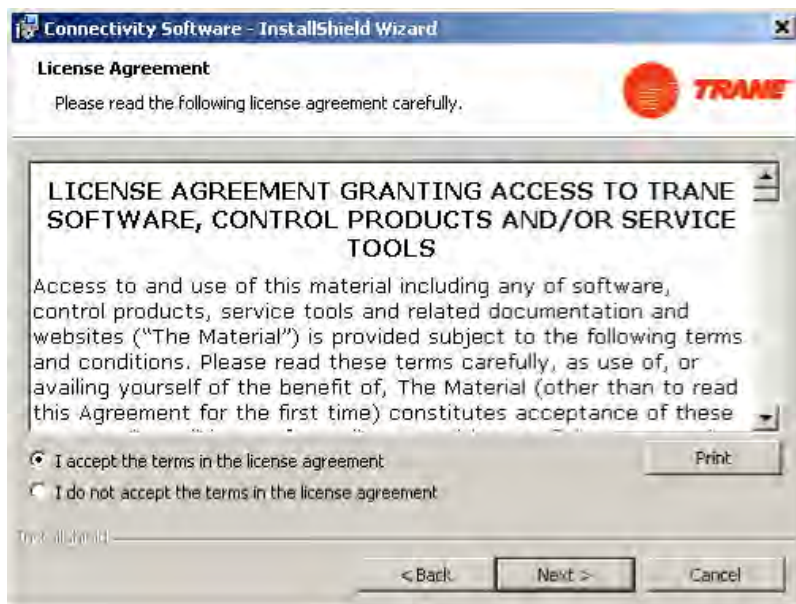 Connectivity Software - InstallShield Wizard
License Agreement
Please read the following license agreement carefully.
TRANE
LICENSE AGREEMENT GRANTING ACCESS TO TRANE
SOFTWARE, CONTROL PRODUCTS AND/OR SERVICE
TOOLS
Access to and use of this material including any of software,
control products, service tools and related documentation and
websites ("The Material") is provided subject to the following terms
and conditions. Please read these terms carefully, as use of, or
availing yourself of the benefit of, The Material (other than to read
this Agreement for the first time) constitutes acceptance of these
I accept the terms in the license agreement
Print
I do not accept the terms in the license agreement
InstallShield
< Back
Next >
Cancel